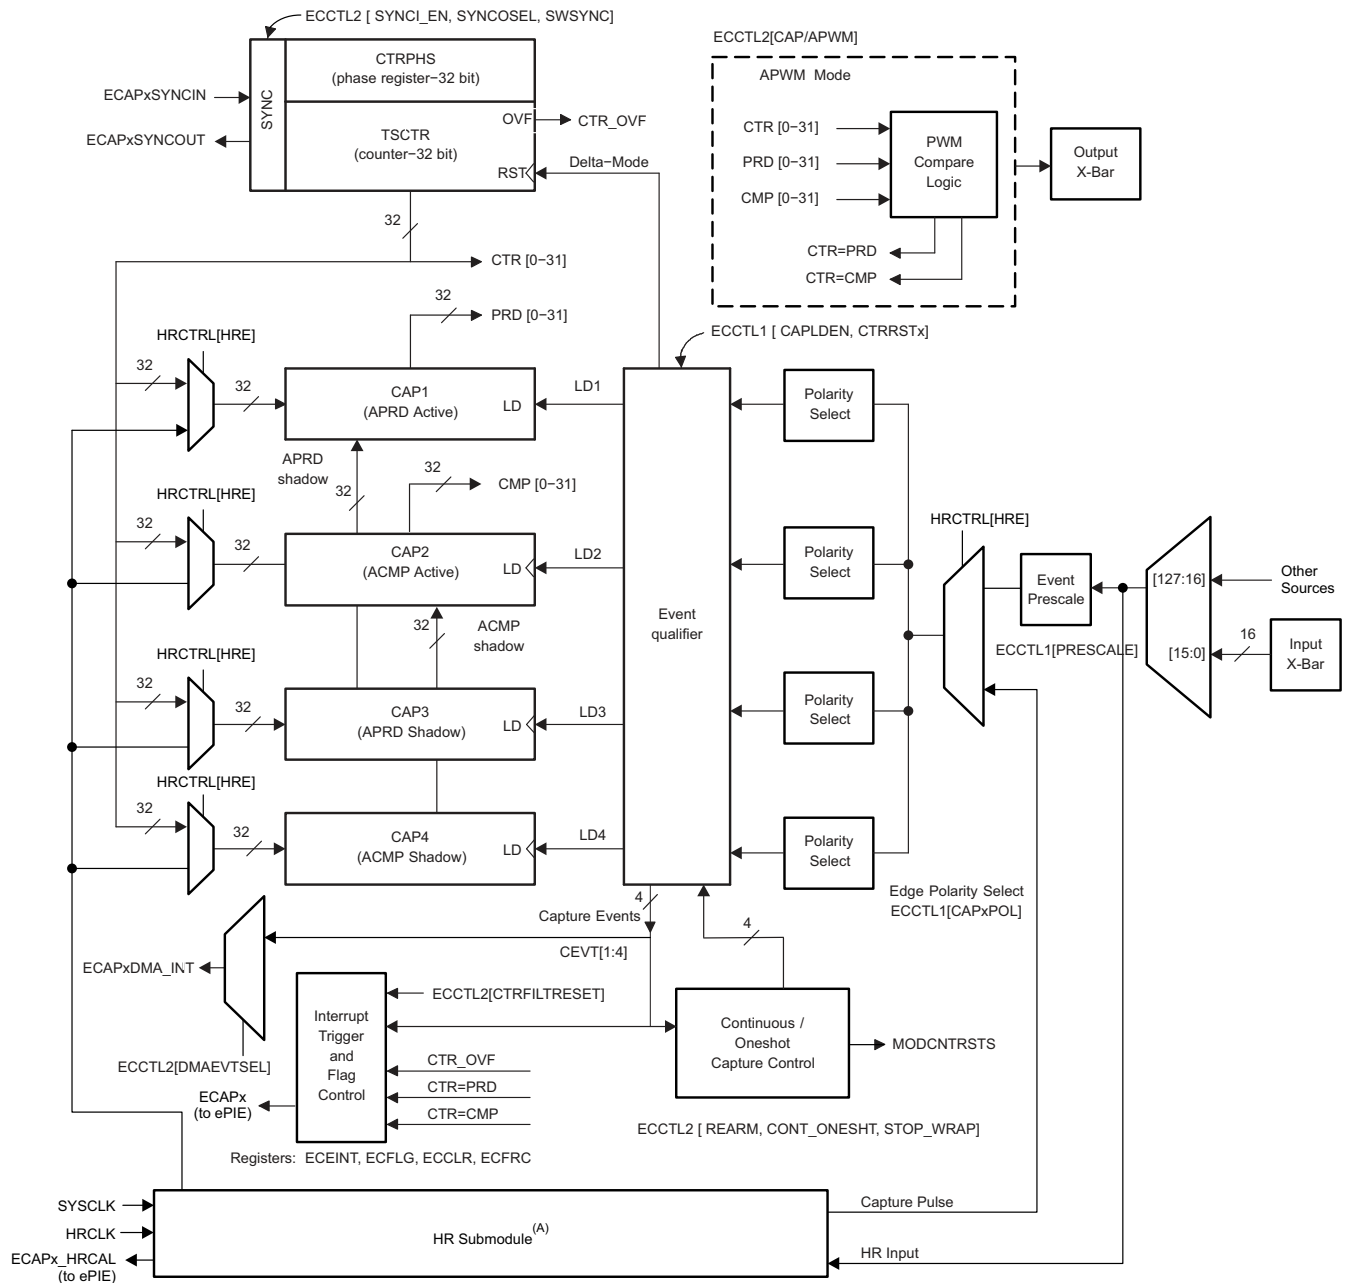 ECCTL2 [ SYNCI_EN, SYNCOSEL, SWSYNC]
CTRPHS
(phase register−32 bit)
SYNC
ECAPxSYNCIN
ECAPxSYNCOUT
TSCTR
(counter−32 bit)
OVF
CTR_OVF
RST
Delta−Mode
32
CTR [0−31]
32
PRD [0−31]
ECCTL2[CAP/APWM]
APWM Mode
CTR [0−31]
PRD [0−31]
CMP [0−31]
PWM
Compare
Logic
CTR=PRD
CTR=CMP
Output
X-Bar
ECCTL1 [ CAPLDEN, CTRRSTx]
HRCTRL[HRE]
32
32
CAP1
(APRD Active)
LD
LD1
Polarity
Select
APRD
shadow
32
32
CMP [0−31]
HRCTRL[HRE]
32
32
CAP2
(ACMP Active)
LD
LD2
Polarity
Select
32
ACMP
shadow
Event
qualifier
HRCTRL[HRE]
Event
Prescale
ECCTL1[PRESCALE]
[127:16]
[15:0]
Other
Sources
16
Input
X-Bar
HRCTRL[HRE]
32
32
CAP3
(APRD Shadow)
LD
LD3
Polarity
Select
HRCTRL[HRE]
32
32
CAP4
(ACMP Shadow)
LD
LD4
Polarity
Select
Edge Polarity Select
ECCTL1[CAPxPOL]
4
Capture Events
CEVT[1:4]
4
ECAPxDMA_INT
ECCTL2[DMAEVTSEL]
Interrupt
Trigger
and
Flag
Control
ECCTL2[CTRFILTRESET]
CTR_OVF
CTR=PRD
CTR=CMP
ECAPx
(to ePIE)
Continuous /
Oneshot
Capture Control
MODCNTRSTS
ECCTL2 [ REARM, CONT_ONESHT, STOP_WRAP]
Registers: ECEINT, ECFLG, ECCLR, ECFRC
SYSCLK
HRCLK
ECAPx_HRCAL
(to ePIE)
HR Submodule(A)
Capture Pulse
HR Input